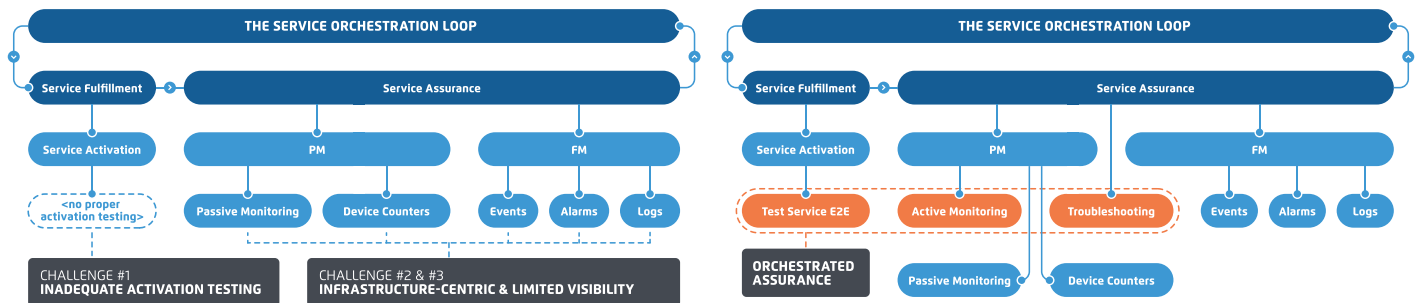 THE SERVICE ORCHESTRATION LOOP
Service Fulfillment
Service Assurance
Service Activation
PM
FM
<no proper
activation testing>
Passive Monitoring
Device Counters
Events
Alarms
Logs
CHALLENGE #1
INADEQUATE ACTIVATION TESTING
CHALLENGE #2 & #3
INFRASTRUCTURE-CENTRIC & LIMITED VISIBILITY
THE SERVICE ORCHESTRATION LOOP
Service Fulfillment
Service Assurance
Service Activation
PM
FM
Test Service E2E
Active Monitoring
Troubleshooting
Events
Alarms
Logs
ORCHESTRATED
ASSURANCE
Passive Monitoring
Device Counters